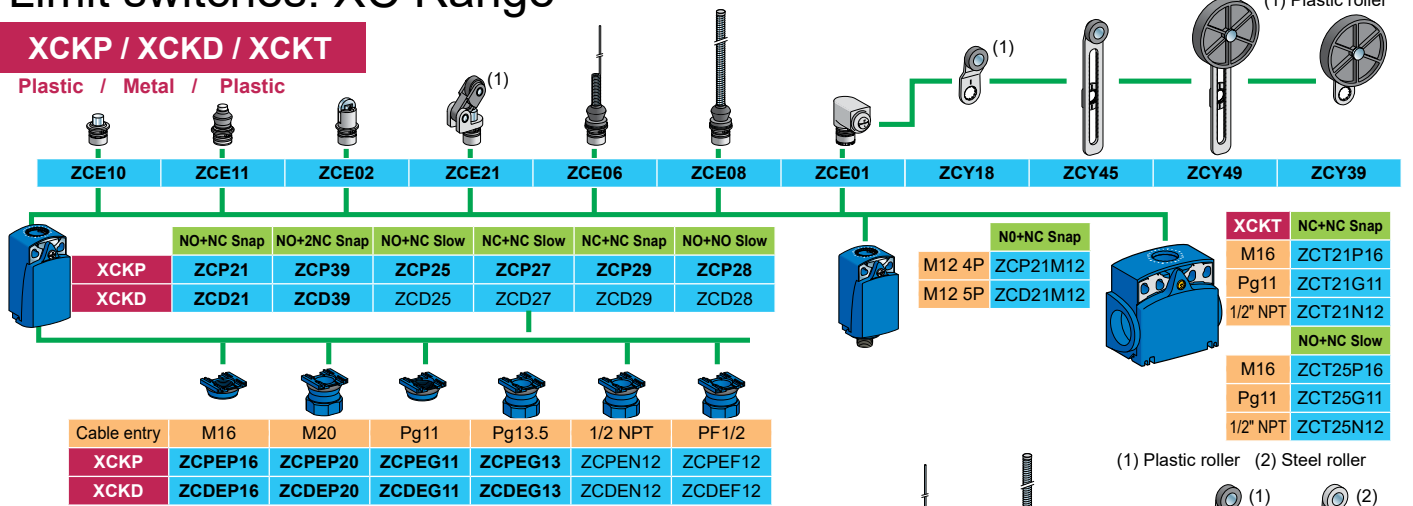 Limit switches: XC Range
(1) Plastic roller
XCKP / XCKD / XCKT
Plastic / Metal / Plastic
(1)
(1)
ZCE10 ZCE11 ZCE02 ZCE21 ZCE06 ZCE08 ZCE01 ZCY18 ZCY45 ZCY49 ZCY39
NO+NC Snap NO+2NC Snap NO+NC Slow NC+NC Slow NC+NC Snap NO+NO Slow
XCKP ZCP21 ZCP39 ZCP25 ZCP27 ZCP29 ZCP28
XCKD ZCD21 ZCD39 ZCD25 ZCD27 ZCD29 ZCD28
N0+NC Snap
M12 4P ZCP21M12
M12 5P ZCD21M12
XCKT NC+NC Snap
M16 ZCT21P16
Pg11 ZCT21G11
1/2" NPT ZCT21N12
NO+NC Slow
M16 ZCT25P16
Pg11 ZCT25G11
1/2" NPT ZCT25N12
Cable entry M16 M20 Pg11 Pg13.5 1/2 NPT PF1/2
XCKP ZCPEP16 ZCPEP20 ZCPEG11 ZCPEG13 ZCPEN12 ZCPEF12
XCKD ZCDEP16 ZCDEP20 ZCDEG11 ZCDEG13 ZCDEN12 ZCDEF12
(1) Plastic roller (2) Steel roller
(1) (2)